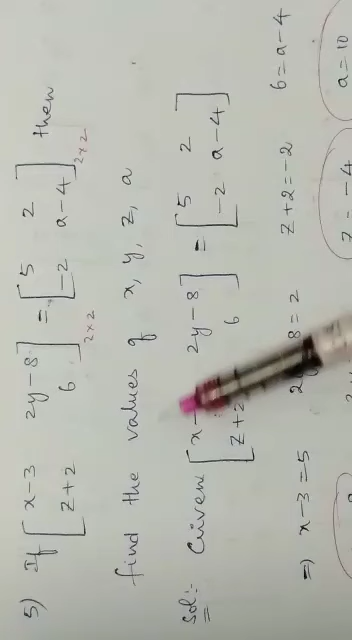 5) If [ x-3 2y-8 = [ 5 2 then
z+2 6 ]2×2 -2 a-4 ]2×2
find the values of x, y, z, a
Sol:- Given [ x- 2y-8 = [ 5 2
z+2 6 ] -2 a-4 ]
⇒ x-3=5 2y 8=2 z+2=-2 6=a-4
z=-4 a=10